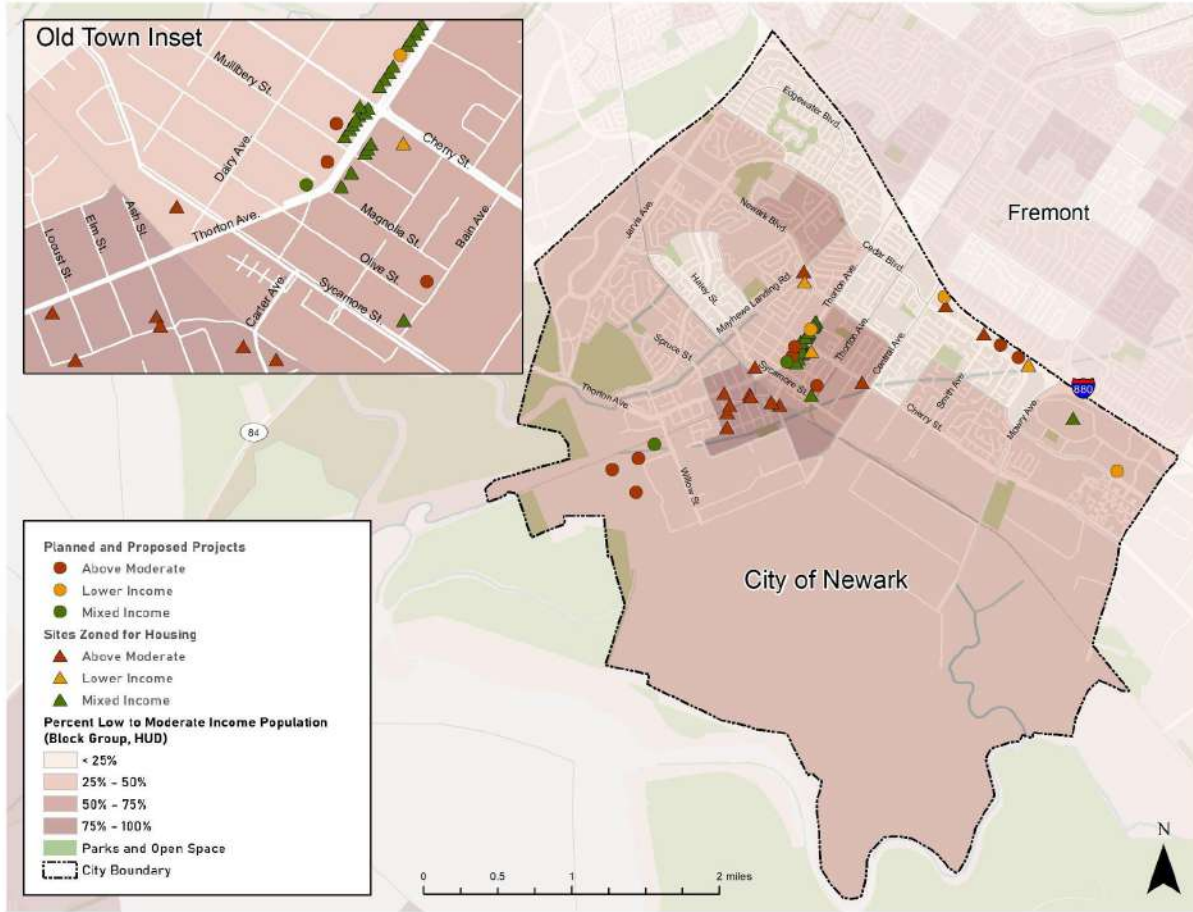 Old Town Inset
Mulllbery St.
Dairy Ave.
Cherry St.
Thorton Ave.
Magnolia St.
Bain Ave.
Locust St.
Elm St.
Ash St.
Olive St.
Carter Ave.
Sycamore St.
Edgewater Blvd.
Fremont
Jarvis Ave.
Newark Blvd.
Cedar Blvd.
Haley St.
Mayhews Landing Rd.
Thorton Ave.
Spruce St.
Thorton Ave.
Central Ave.
Sycamore St.
Smith Ave.
Mowry Ave.
880
Thorton Ave.
Cherry St.
84
Willow St.
City of Newark
Planned and Proposed Projects
Above Moderate
Lower Income
Mixed Income
Sites Zoned for Housing
Above Moderate
Lower Income
Mixed Income
Percent Low to Moderate Income Population
(Block Group, HUD)
< 25%
25% - 50%
50% - 75%
75% - 100%
Parks and Open Space
City Boundary
0 0.5 1 2 miles
N